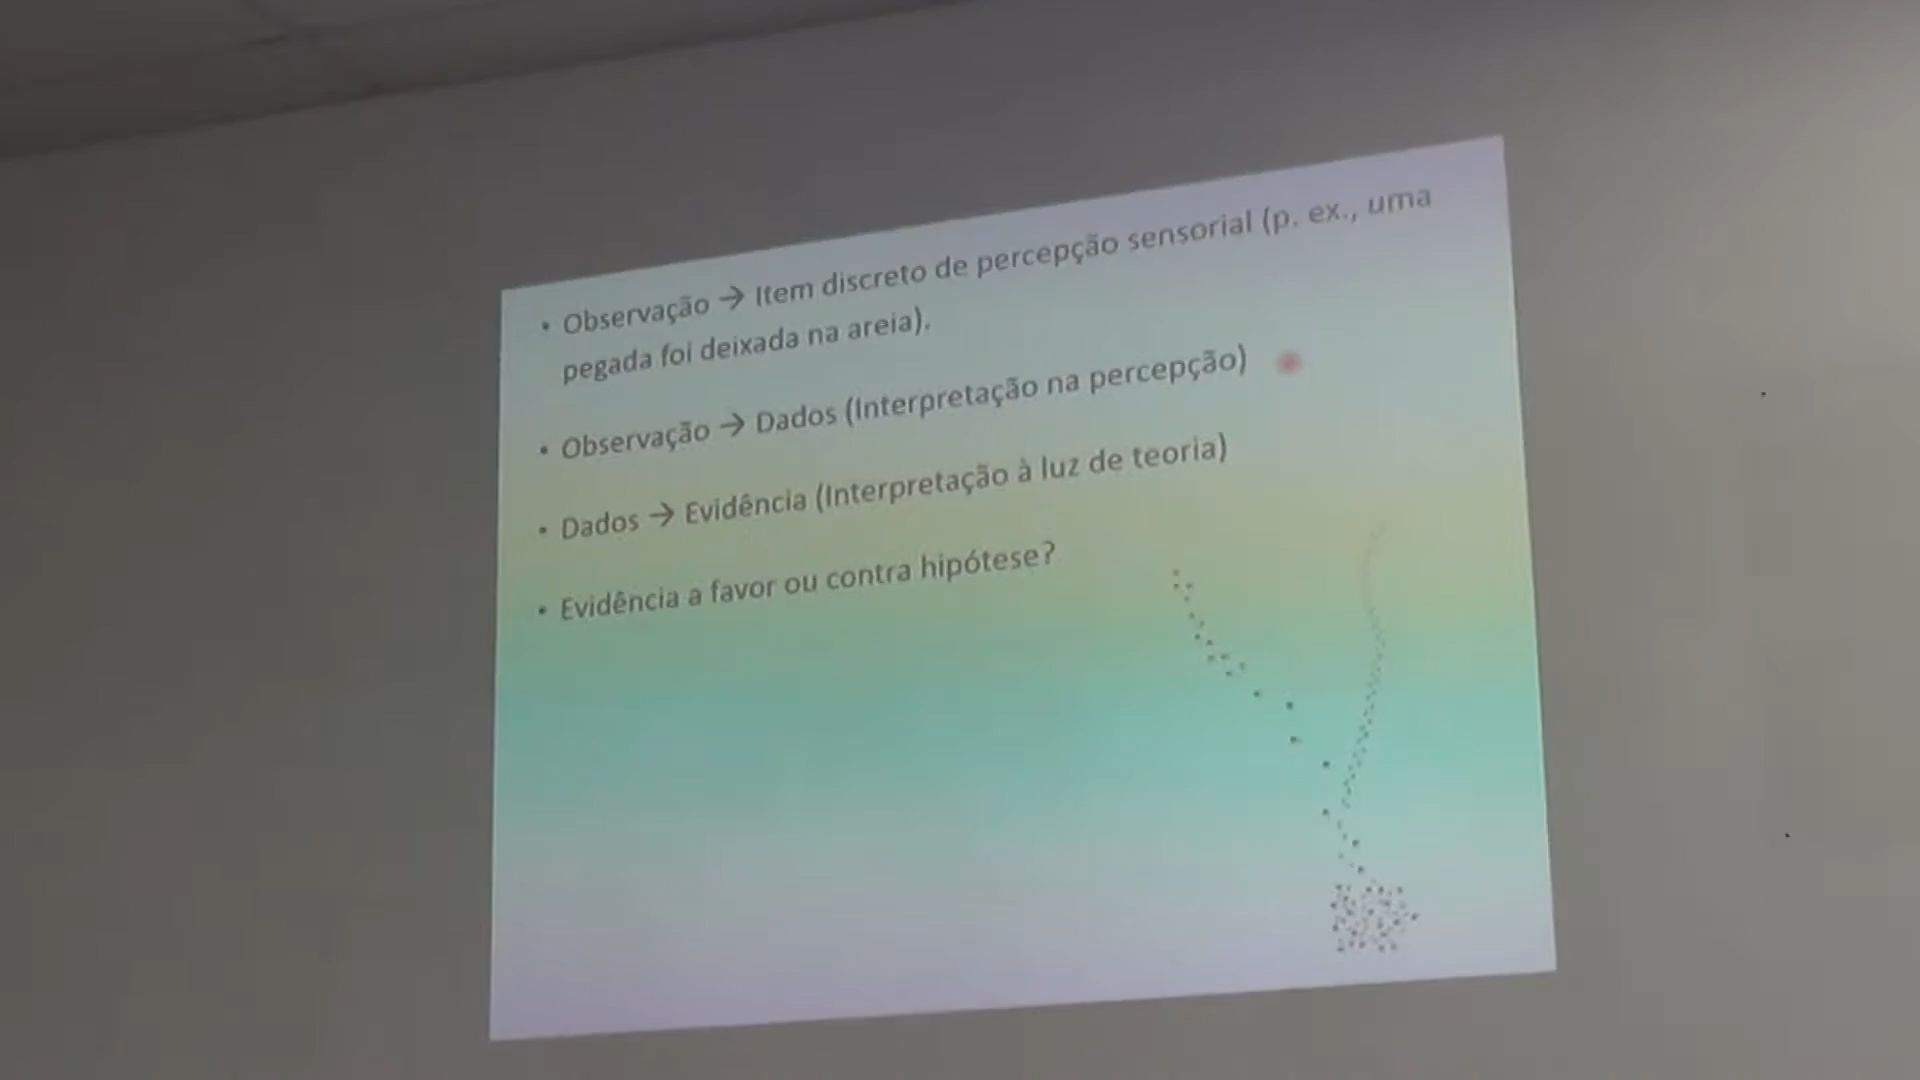 • Observação → Item discreto de percepção sensorial (p. ex., uma
pegada foi deixada na areia).
• Observação → Dados (Interpretação na percepção)
• Dados → Evidência (Interpretação à luz de teoria)
• Evidência a favor ou contra hipótese?